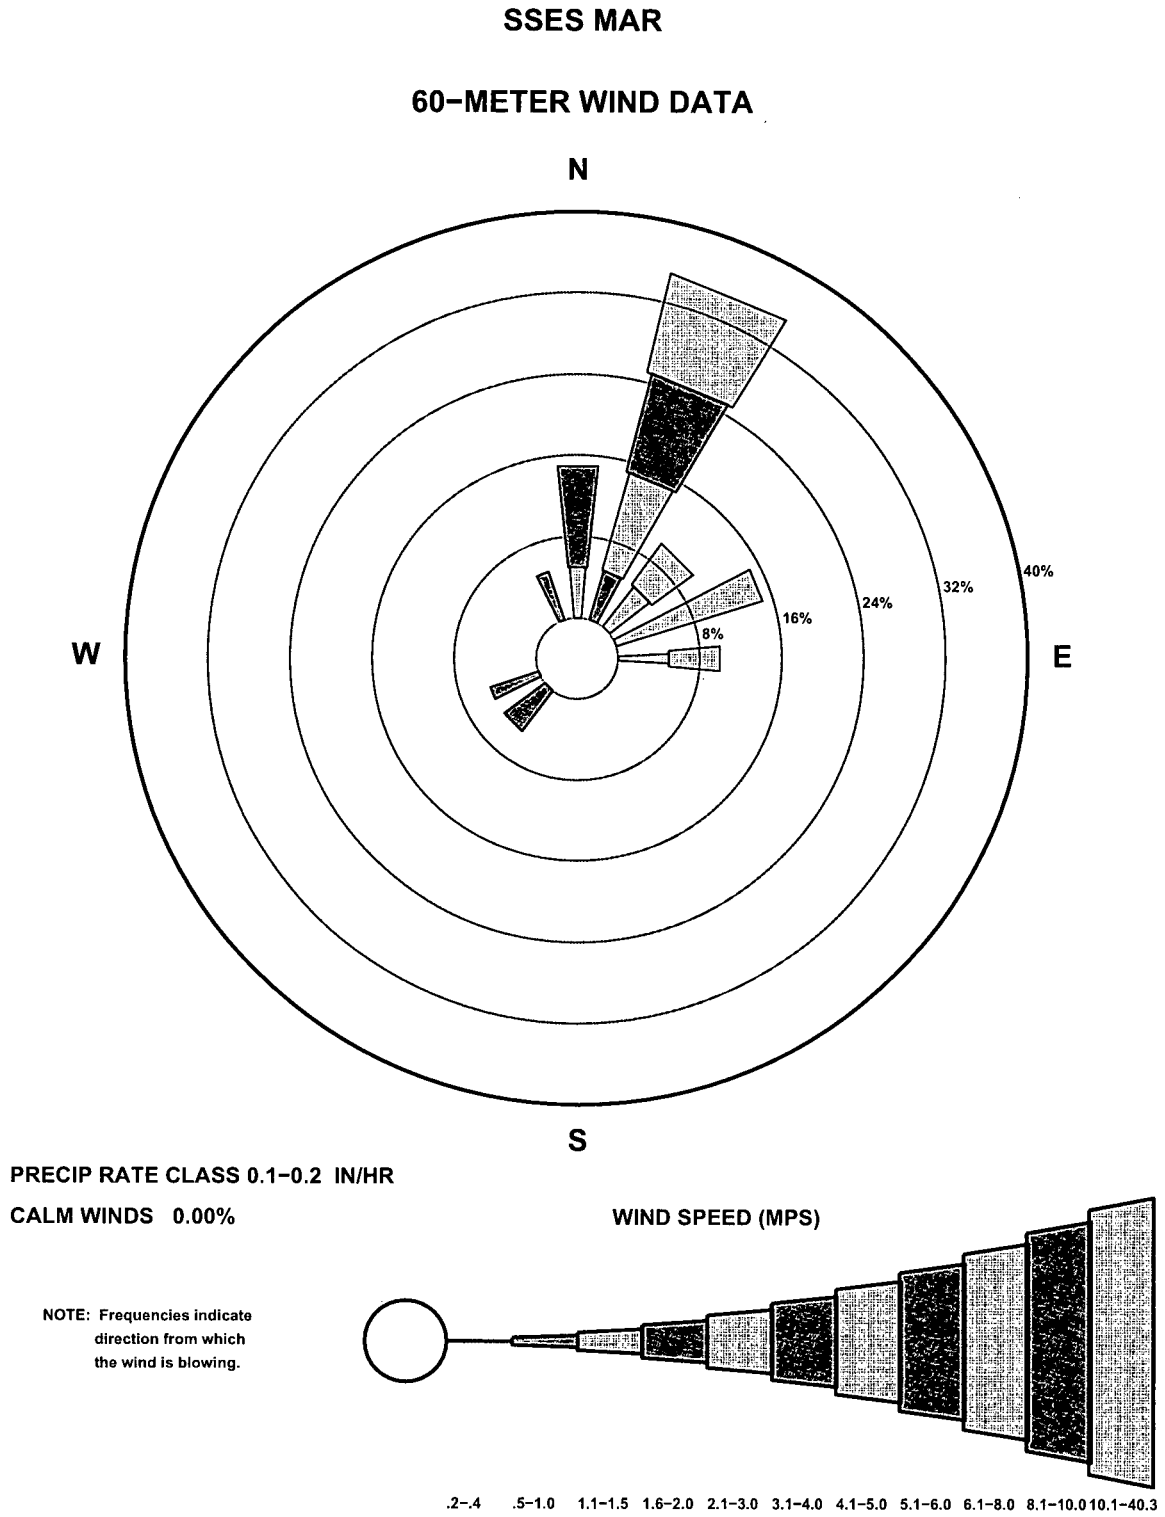 SSES MAR
60−METER WIND DATA
N
40%
32%
24%
16%
8%
W
E
S
PRECIP RATE CLASS 0.1−0.2 IN/HR
CALM WINDS 0.00%
WIND SPEED (MPS)
NOTE: Frequencies indicate
direction from which
the wind is blowing.
.2−.4 .5−1.0 1.1−1.5 1.6−2.0 2.1−3.0 3.1−4.0 4.1−5.0 5.1−6.0 6.1−8.0 8.1−10.0 10.1−40.3